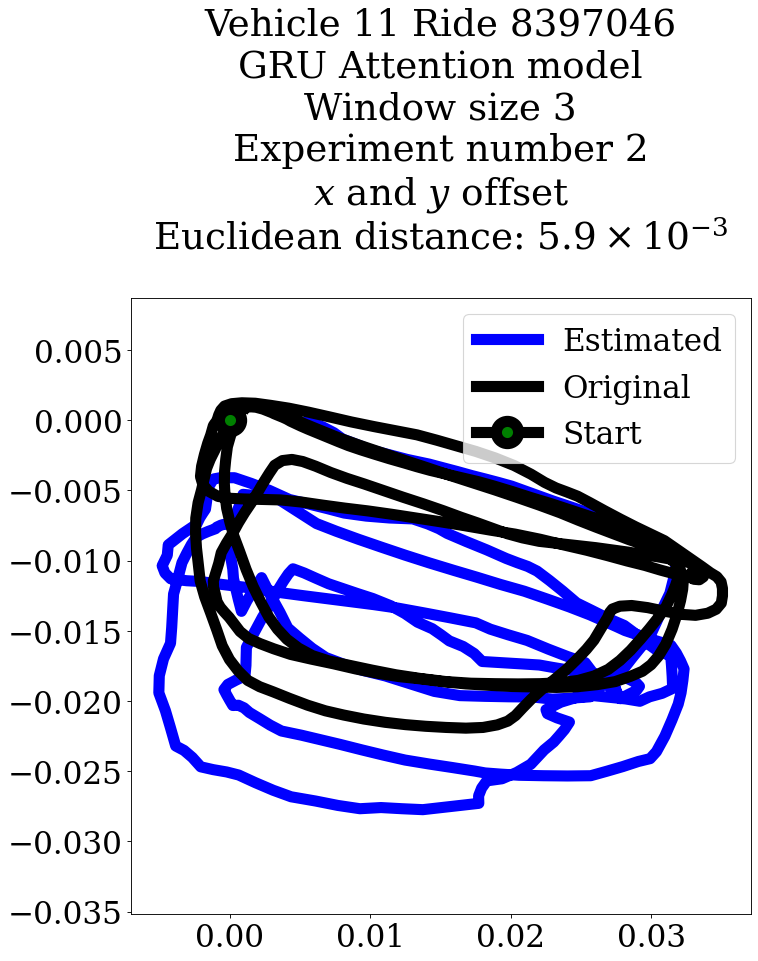 Vehicle 11 Ride 8397046
GRU Attention model
Window size 3
Experiment number 2
x and y offset
Euclidean distance: 5.9 × 10⁻³
Estimated
Original
Start
0.005
0.000
−0.005
−0.010
−0.015
−0.020
−0.025
−0.030
−0.035
0.00 0.01 0.02 0.03